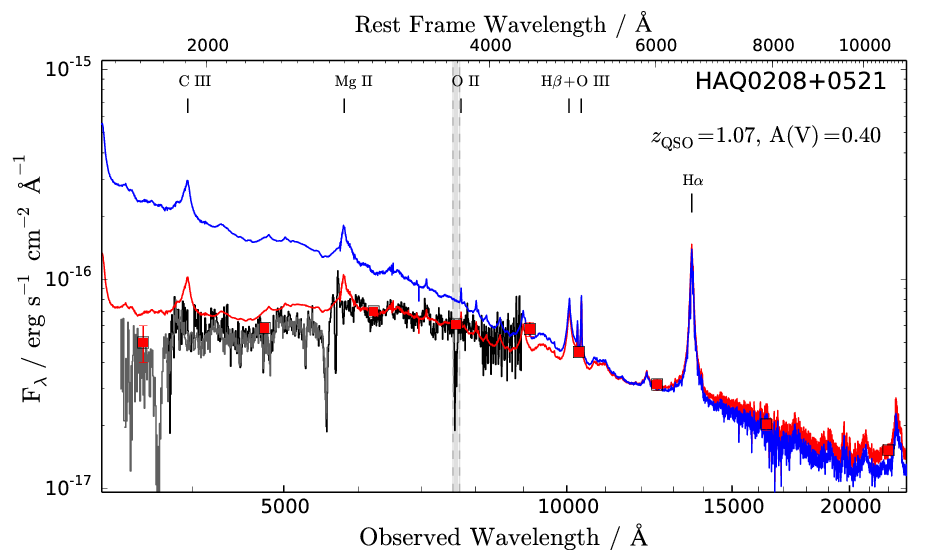 Rest Frame Wavelength / Å
2000 4000 6000 8000 10000
10⁻¹⁵
C III Mg II O II Hβ+O III HAQ0208+0521
z_QSO=1.07, A(V)=0.40
Hα
F_λ / erg s⁻¹ cm⁻² Å⁻¹
10⁻¹⁶
10⁻¹⁷
5000 10000 15000 20000
Observed Wavelength / Å